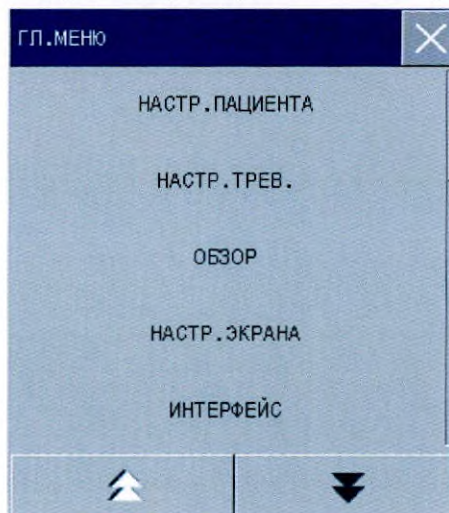 ГЛ.МЕНЮ
НАСТР.ПАЦИЕНТА
НАСТР.ТРЕВ.
ОБЗОР
НАСТР.ЭКРАНА
ИНТЕРФЕЙС